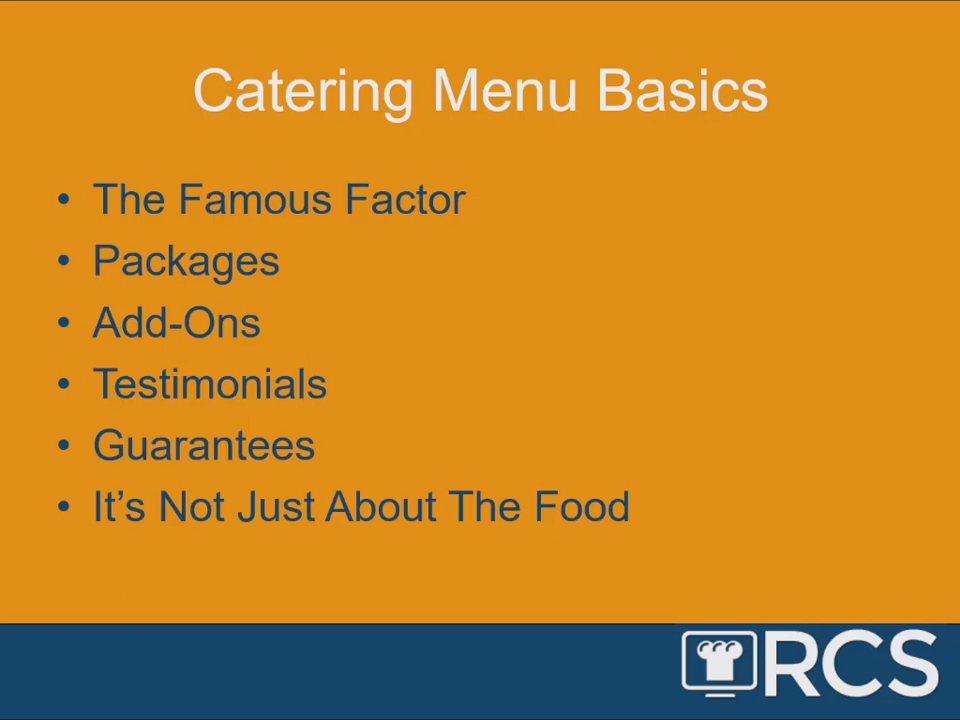 Catering Menu Basics
• The Famous Factor
• Packages
• Add-Ons
• Testimonials
• Guarantees
• It’s Not Just About The Food
RCS